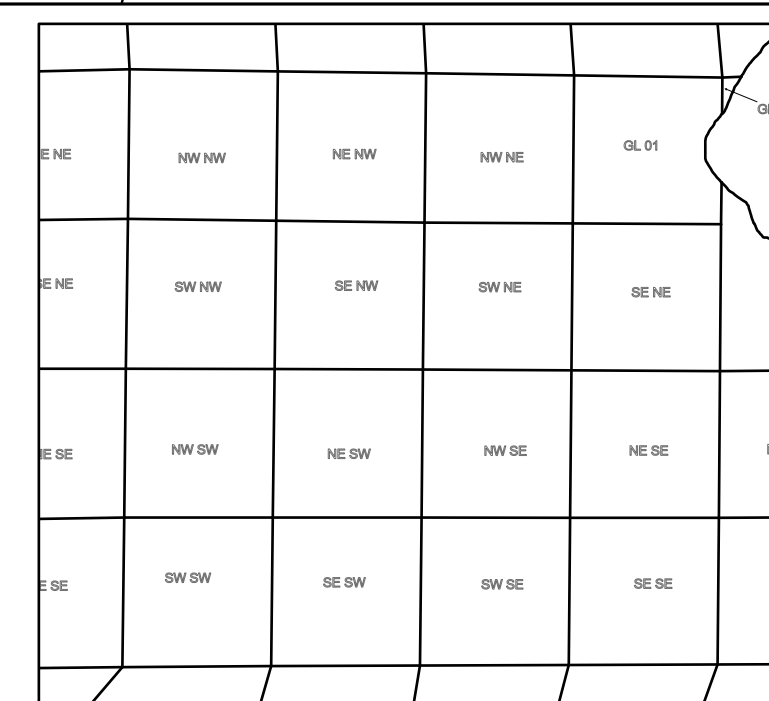 E NE
NW NW
NE NW
NW NE
GL 01
SE NE
SW NW
SE NW
SW NE
SE NE
NE SE
NW SW
NE SW
NW SE
NE SE
E SE
SW SW
SE SW
SW SE
SE SE